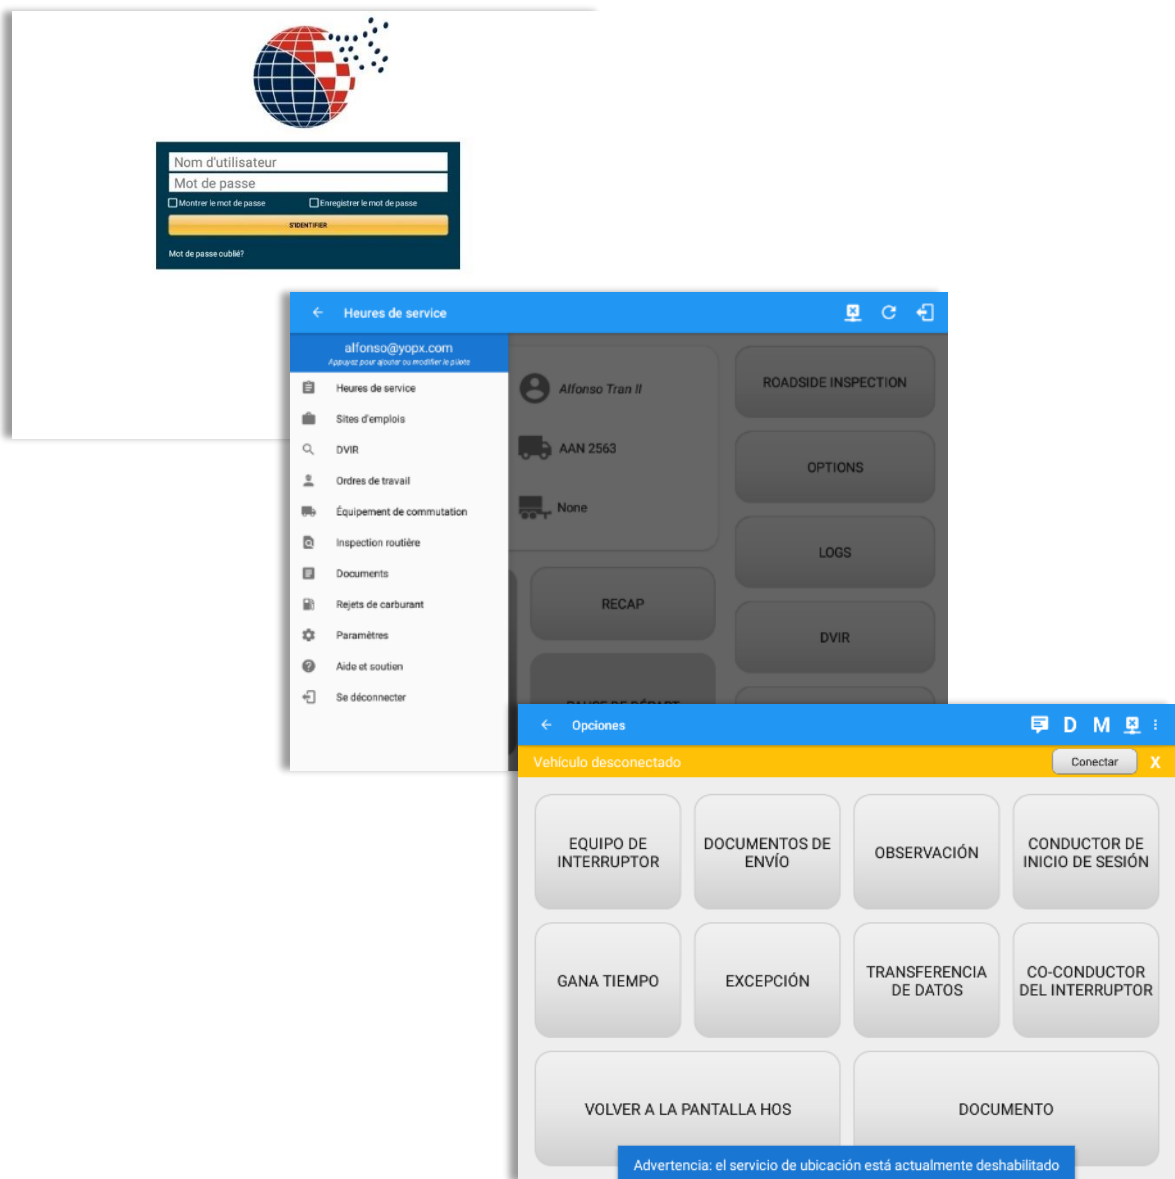 Nom d'utilisateur
Mot de passe
Montrer le mot de passe
Enregistrer le mot de passe
S'IDENTIFIER
Mot de passe oublié?
Heures de service
alfonso@yopx.com
Appuyez pour ajouter ou modifier le pilote
Heures de service
Sites d'emplois
DVIR
Ordres de travail
Équipement de commutation
Inspection routière
Documents
Rejets de carburant
Paramètres
Aide et soutien
Se déconnecter
Alfonso Tran II
AAN 2563
None
ROADSIDE INSPECTION
OPTIONS
LOGS
RECAP
DVIR
PAUSE DE DÉPART
Opciones
D M
Vehículo desconectado
Conectar
X
EQUIPO DE
INTERRUPTOR
DOCUMENTOS DE
ENVÍO
OBSERVACIÓN
CONDUCTOR DE
INICIO DE SESIÓN
GANA TIEMPO
EXCEPCIÓN
TRANSFERENCIA
DE DATOS
CO-CONDUCTOR
DEL INTERRUPTOR
VOLVER A LA PANTALLA HOS
DOCUMENTO
Advertencia: el servicio de ubicación está actualmente deshabilitado